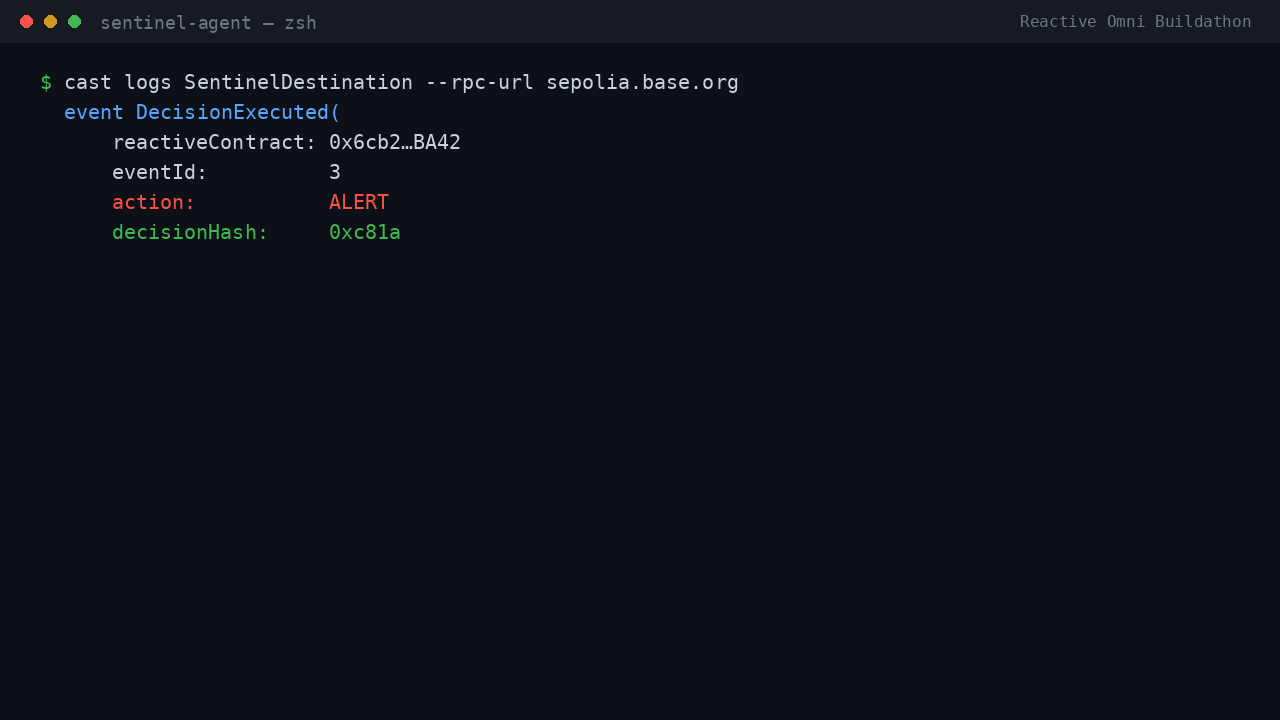 sentinel-agent — zsh
Reactive Omni Buildathon
$ cast logs SentinelDestination --rpc-url sepolia.base.org
event DecisionExecuted(
reactiveContract: 0x6cb2…BA42
eventId: 3
action: ALERT
decisionHash: 0xc81a